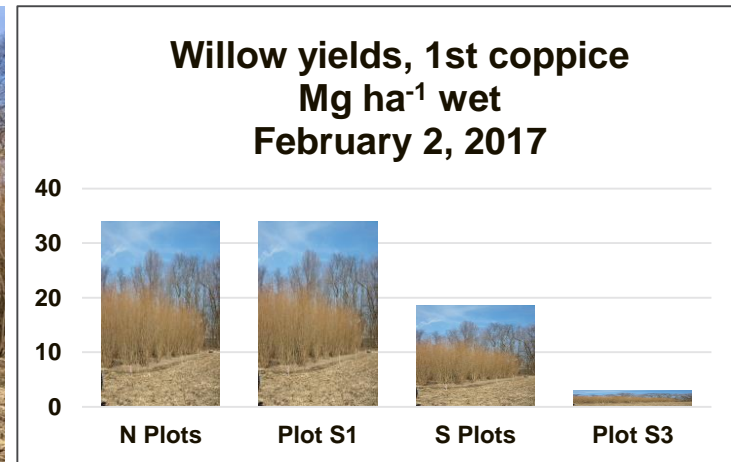 Willow yields, 1st coppice
Mg ha⁻¹ wet
February 2, 2017
40
30
20
10
0
N Plots Plot S1 S Plots Plot S3